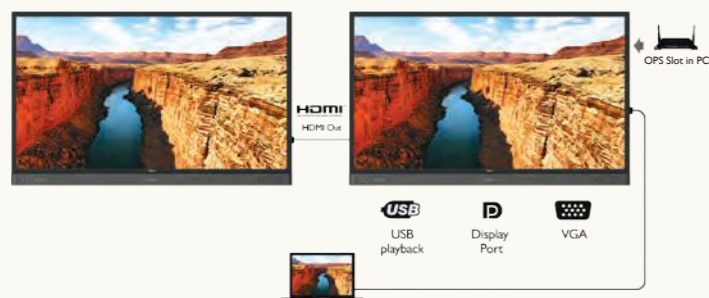 HDMI
HDMI Out
OPS Slot in PC
USB
USB
playback
D
Display
Port
VGA